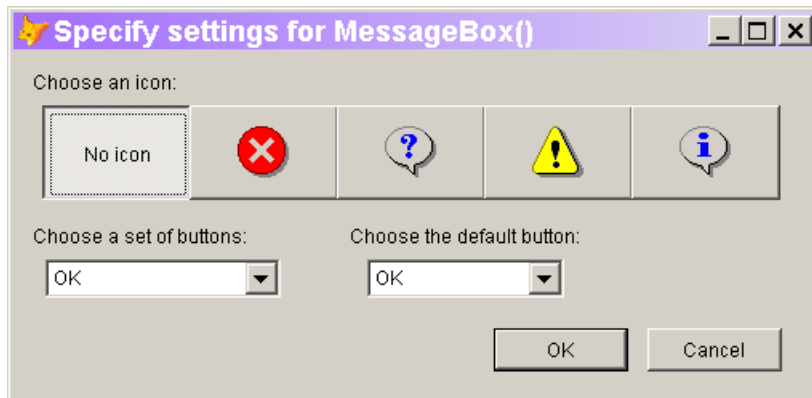 Specify settings for MessageBox()
Choose an icon:
No icon
Choose a set of buttons: Choose the default button:
OK OK
OK Cancel